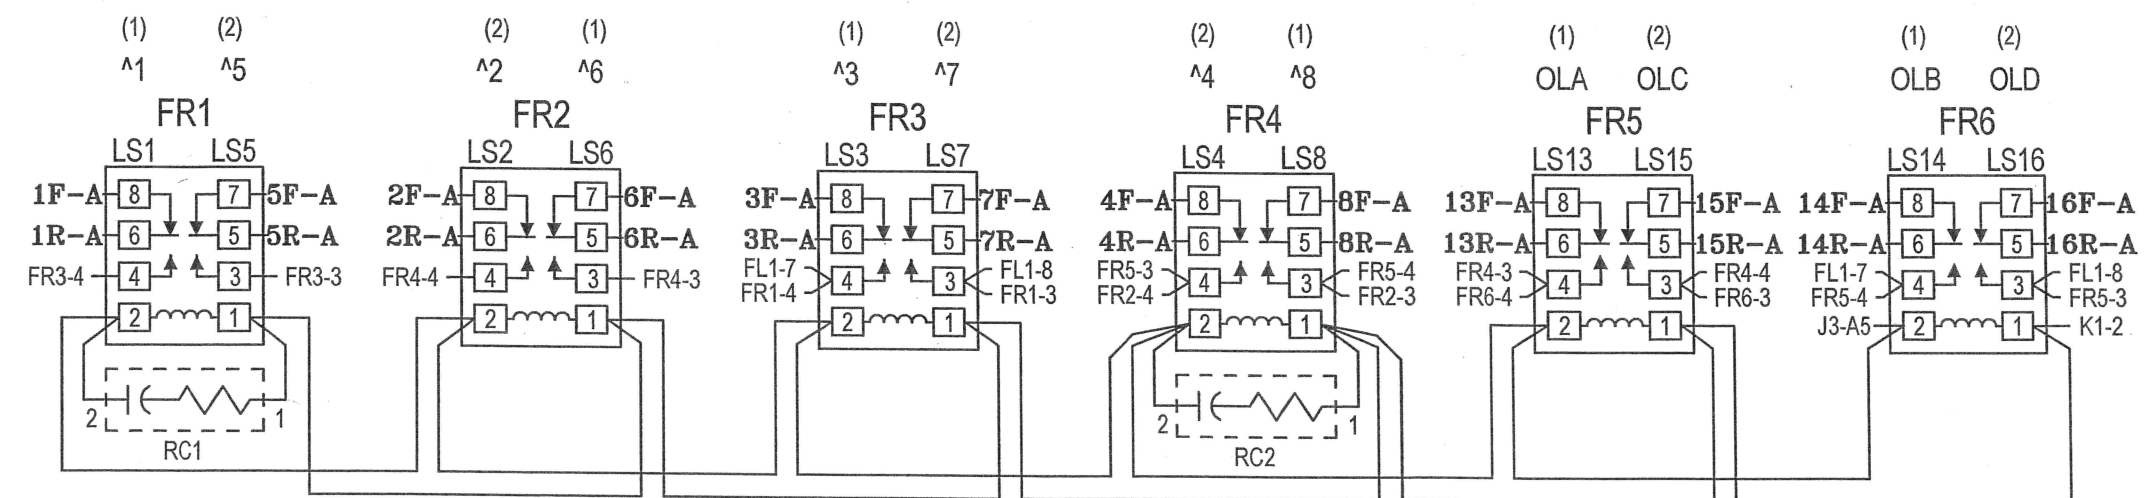 (1) (2) (2) (1) (1) (2) (2) (1) (1) (2) (1) (2)
^1 ^5 ^2 ^6 ^3 ^7 ^4 ^8 OLA OLC OLB OLD
FR1 FR2 FR3 FR4 FR5 FR6
LS1 LS5 LS2 LS6 LS3 LS7 LS4 LS8 LS13 LS15 LS14 LS16
1F-A 8 7 5F-A 2F-A 8 7 6F-A 3F-A 8 7 7F-A 4F-A 8 7 8F-A 13F-A 8 7 15F-A 14F-A 8 7 16F-A
1R-A 6 5 5R-A 2R-A 6 5 6R-A 3R-A 6 5 7R-A 4R-A 6 5 8R-A 13R-A 6 5 15R-A 14R-A 6 5 16R-A
FL1-7 FL1-8 FR5-3 FR5-4 FR4-3 FR4-4 FL1-7 FL1-8
FR3-4 4 3 FR3-3 FR4-4 4 3 FR4-3 4 3 4 3 4 3 4 3
FR1-4 FR1-3 FR2-4 FR2-3 FR6-4 FR6-3 FR5-4 FR5-3
2 1 2 1 2 1 2 1 2 1 J3-A5 2 1 K1-2
2 1 2 1
RC1 RC2